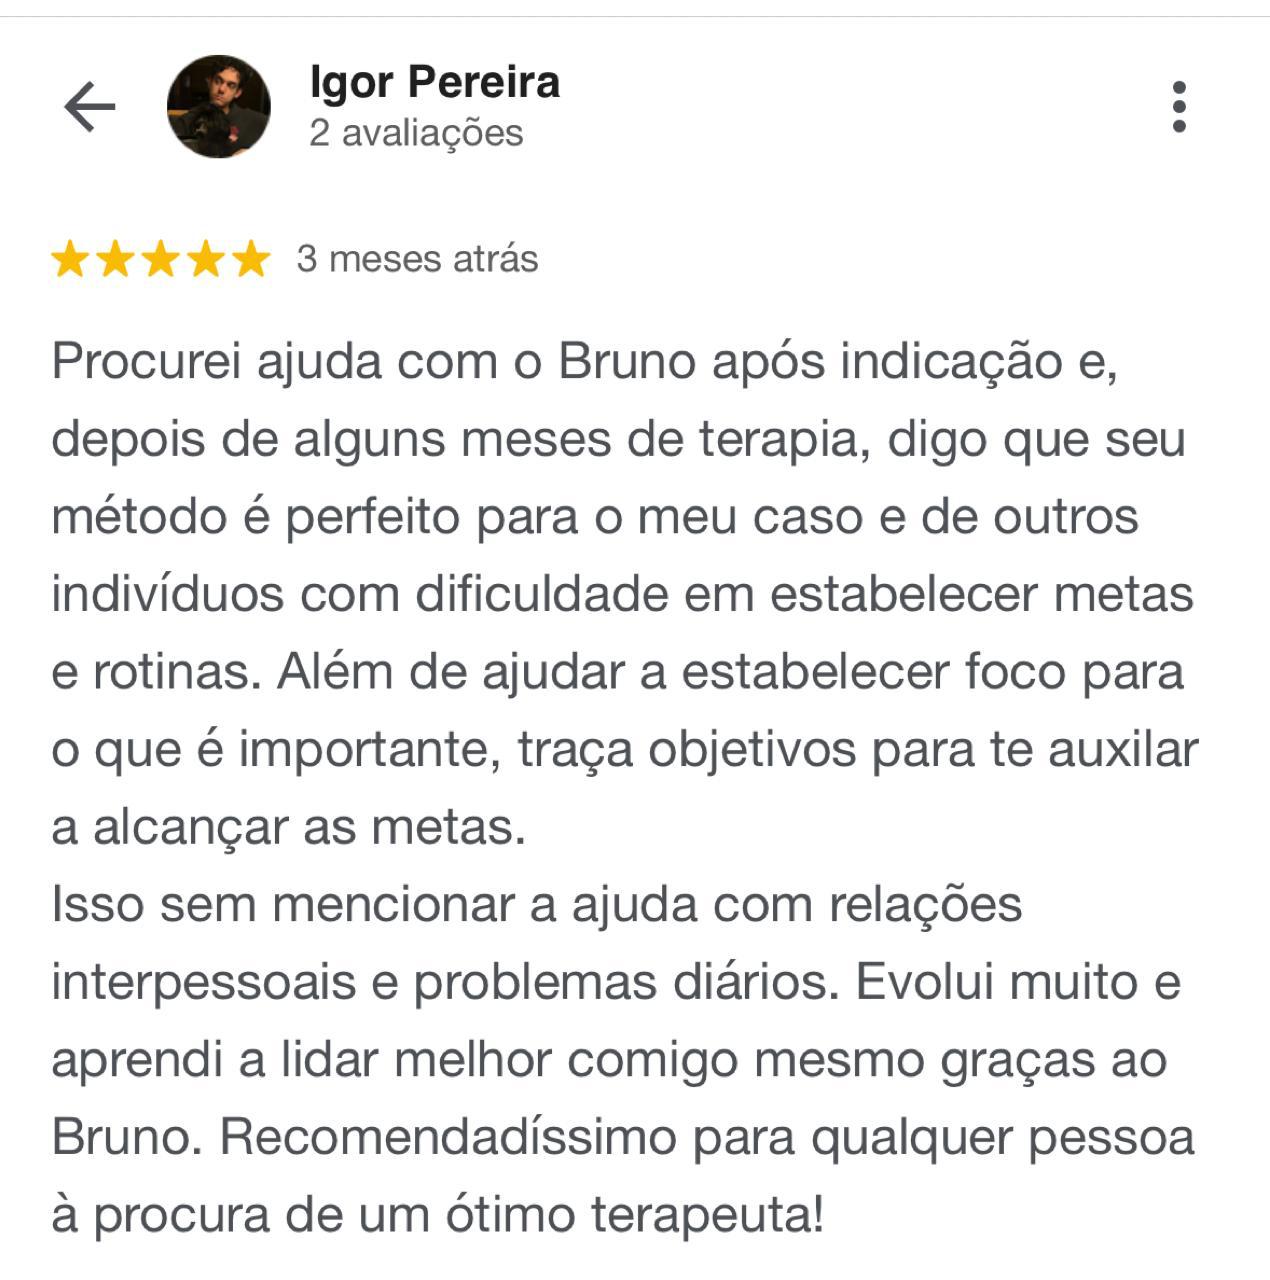 Igor Pereira
2 avaliações
3 meses atrás
Procurei ajuda com o Bruno após indicação e,
depois de alguns meses de terapia, digo que seu
método é perfeito para o meu caso e de outros
indivíduos com dificuldade em estabelecer metas
e rotinas. Além de ajudar a estabelecer foco para
o que é importante, traça objetivos para te auxilar
a alcançar as metas.
Isso sem mencionar a ajuda com relações
interpessoais e problemas diários. Evolui muito e
aprendi a lidar melhor comigo mesmo graças ao
Bruno. Recomendadíssimo para qualquer pessoa
à procura de um ótimo terapeuta!